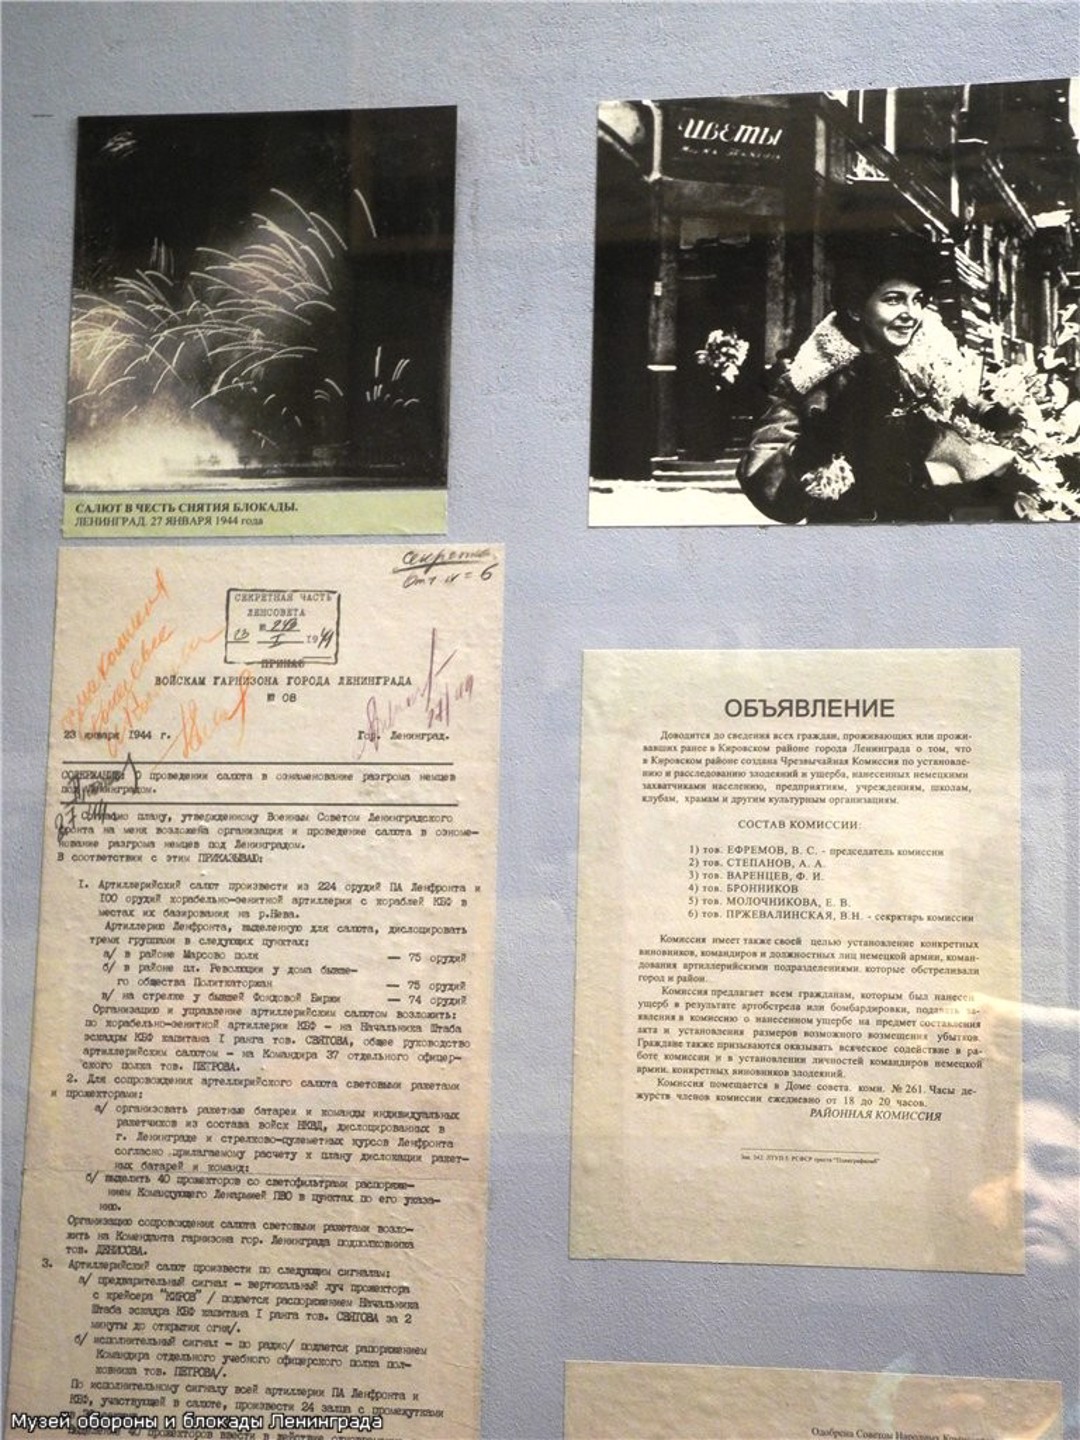 ЦВЕТЫ
САЛЮТ В ЧЕСТЬ СНЯТИЯ БЛОКАДЫ.
ЛЕНИНГРАД. 27 ЯНВАРЯ 1944 года
Секретно
СЕКРЕТНАЯ ЧАСТЬ
ЛЕНСОВЕТА
№ 249
23 I 1944
ПРИКАЗ
ВОЙСКАМ ГАРНИЗОНА ГОРОДА ЛЕНИНГРАДА
№ 08
23 января 1944 г. Гор. Ленинград.
СОДЕРЖАНИЕ: О проведении салюта в ознаменование разгрома немцев
под Ленинградом.
Согласно плану, утвержденному Военным Советом Ленинградского
фронта на меня возложена организация и проведение салюта в ознаме-
нование разгрома немцев под Ленинградом.
В соответствии с этим ПРИКАЗЫВАЮ:
I. Артиллерийский салют произвести из 224 орудий ПА Ленфронта и
100 орудий корабельно-зенитной артиллерии с кораблей КБФ в
местах их базирования на р.Нева.
Артиллерию Ленфронта, выделенную для салюта, дислоцировать
тремя группами в следующих пунктах:
а/ в районе Марсово поля — 75 орудий
б/ в районе пл. Революции у дома бывше-
го общества Политкаторжан — 75 орудий
в/ на стрелке у бывшей Фондовой Биржи — 74 орудий
Организацию и управление артиллерийским салютом возложить:
по корабельно-зенитной артиллерии КБФ - на Начальника Штаба
эскадры КБФ капитана I ранга тов. СВЯТОВА, общее руководство
артиллерийским салютом - на Командира 37 отдельного офицер-
ского полка тов. ПЕТРОВА.
2. Для сопровождения артиллерийского салюта световыми ракетами
и прожекторами:
а/ организовать ракетные батареи и команды индивидуальных
ракетчиков из состава войск НКВД, дислоцированных в
г. Ленинграде и стрелково-пулеметных курсов Ленфронта
согласно прилагаемому расчету и плану дислокации ракет-
ных батарей и команд:
б/ выделить 40 прожекторов со светофильтрами распоряже-
нием Командующего Ленармией ПВО в пунктах по его указа-
нию.
Организацию сопровождения салюта световыми ракетами возло-
жить на Коменданта гарнизона гор. Ленинграда подполковника
тов. ДЕНИСОВА.
3. Артиллерийский салют произвести по следующим сигналам:
а/ предварительный сигнал - вертикальный луч прожектора
с крейсера "КИРОВ" / подается распоряжением Начальника
Штаба эскадра КБФ капитана I ранга тов. СВЯТОВА за 2
минуты до открытия огня/.
б/ исполнительный сигнал - по радио/ подается рапоряжением
Командира отдельного учебного офицерского полка пол-
ковника тов. ПЕТРОВА/.
По исполнительному сигналу всей артиллерии ПА Ленфронта и
КБФ, участвующей в салюте, произвести 24 залпа с промежутками
ОБЪЯВЛЕНИЕ
Доводится до сведения всех граждан, проживающих или прожи-
вавших ранее в Кировском районе города Ленинграда о том, что
в Кировском районе создана Чрезвычайная Комиссия по установле-
нию и расследованию злодеяний и ущерба, нанесенных немецкими
захватчиками населению, предприятиям, учреждениям, школам,
клубам, храмам и другим культурным организациям.
СОСТАВ КОМИССИИ:
1) тов. ЕФРЕМОВ, В. С. - председатель комиссии
2) тов. СТЕПАНОВ, А. А.
3) тов. ВАРЕНЦЕВ, Ф. И.
4) тов. БРОННИКОВ
5) тов. МОЛОЧНИКОВА, Е. В.
6) тов. ПРЖЕВАЛИНСКАЯ, В.Н. - секрктарь комиссии
Комиссия имеет также своей целью установление конкретных
виновников, командиров и должностных лиц немецкой армии, коман-
дования артиллерийскими подразделениями. которые обстреливали
город и район.
Комиссия предлагает всем гражданам, которым был нанесен
ущерб в результате артобстрела или бомбардировки, подавать за-
явления в комиссию о нанесенном ущербе на предмет составления
акта и установления размеров возможного возмещения убытков.
Граждане также призываются оказывать всяческое содействие в ра-
боте комиссии и в установлении личностей командиров немецкой
армии. конкретных виновников злодеяний.
Комиссия помещается в Доме совета. комн. № 261. Часы де-
журств членов комиссии ежедневно от 18 до 20 часов.
РАЙОННАЯ КОМИССИЯ
Зак. 342. ЛТУП.Т. РСФСР треста "Полиграфкниб"
Одобрена Советом Народных
Музей обороны и блокады Ленинграда